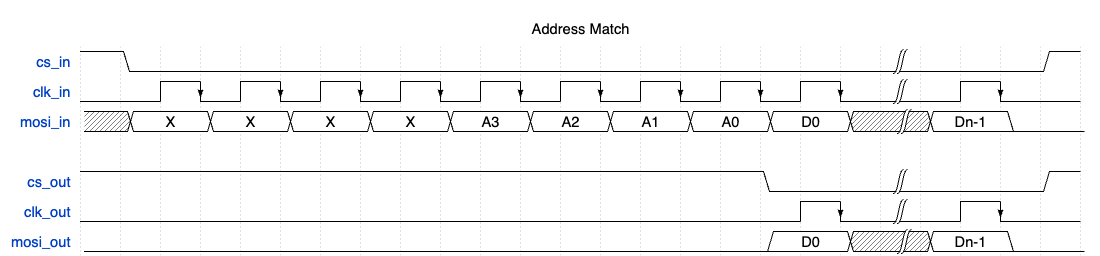 Address Match
cs_in
clk_in
mosi_in X X X X A3 A2 A1 A0 D0 Dn-1
cs_out
clk_out
mosi_out D0 Dn-1